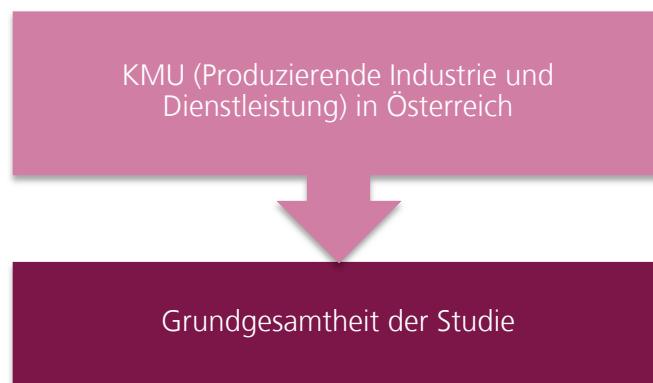 KMU (Produzierende Industrie und
Dienstleistung) in Österreich
Grundgesamtheit der Studie